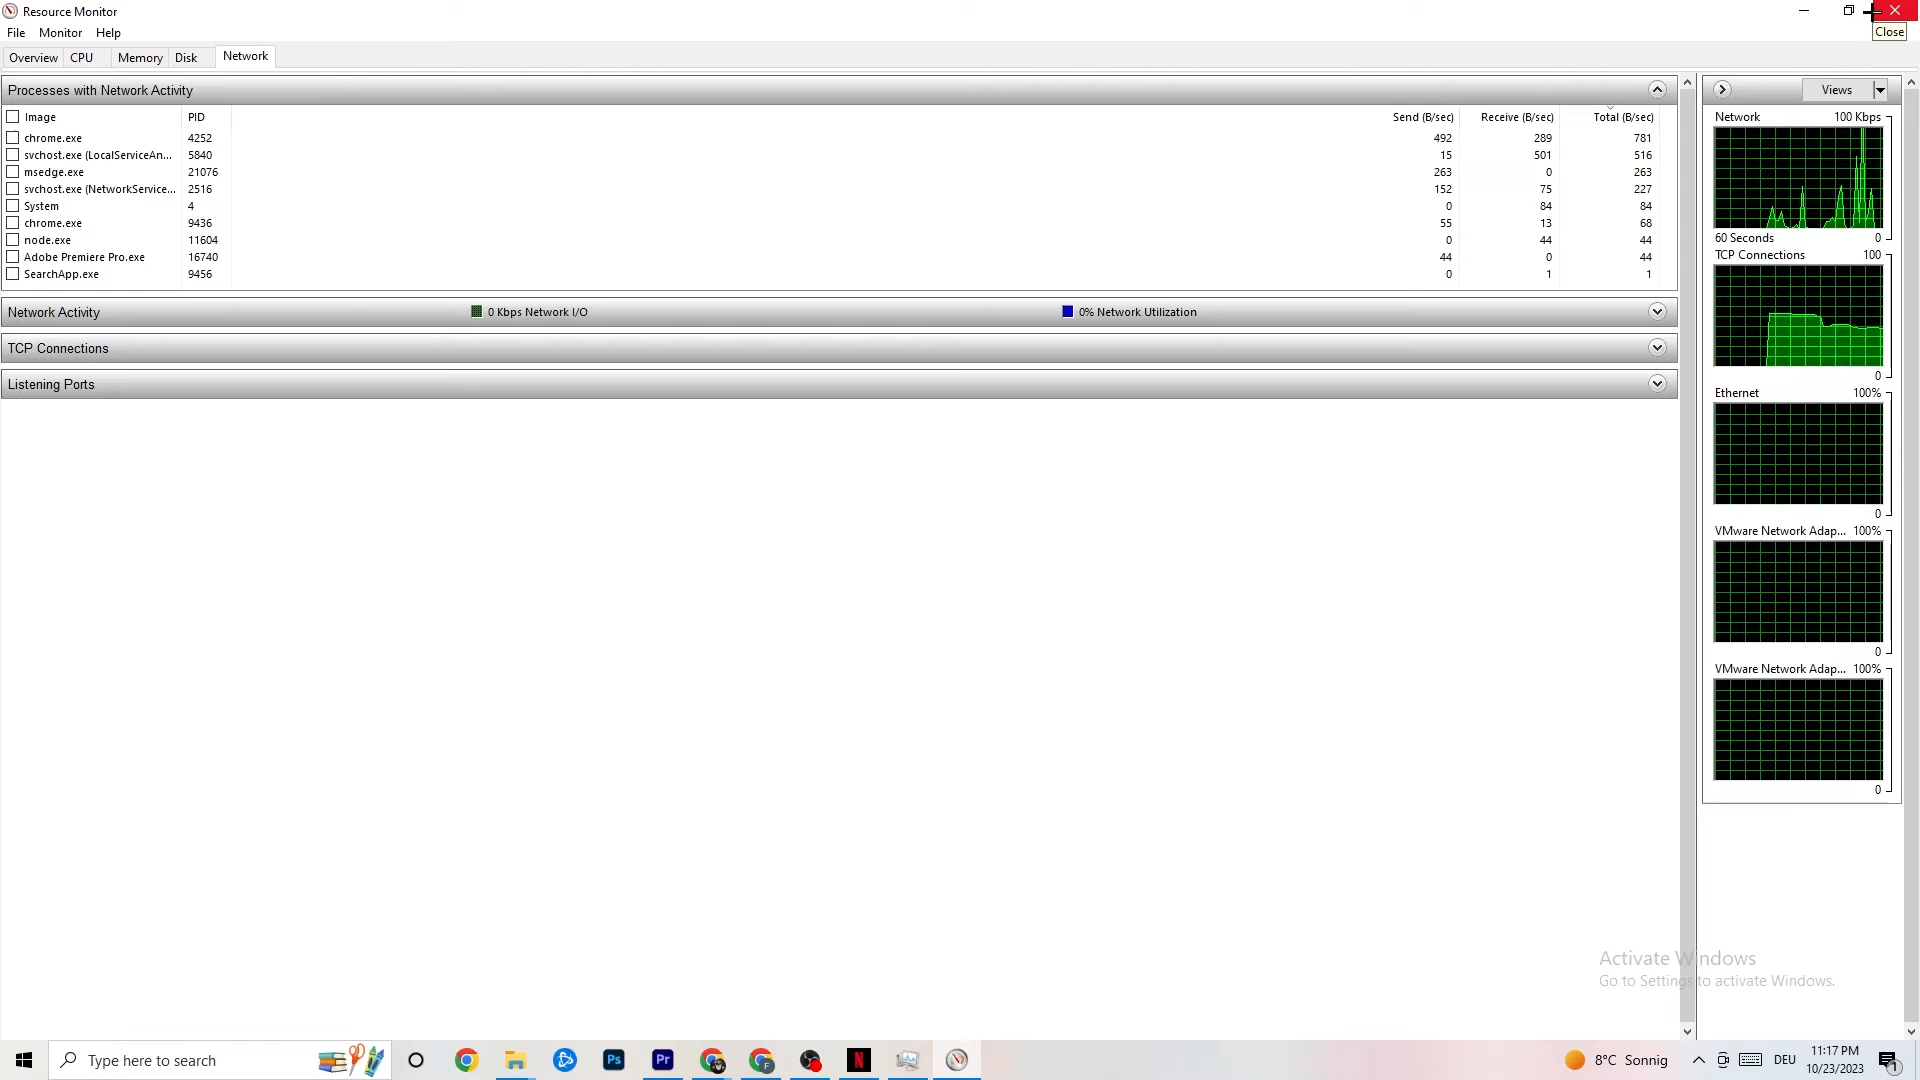 Resource Monitor
Close
File Monitor Help
Overview CPU Memory Disk Network
Processes with Network Activity
Image PID Send (B/sec) Receive (B/sec) Total (B/sec)
chrome.exe 4252 492 289 781
svchost.exe (LocalServiceAn... 5840 15 501 516
msedge.exe 21076 263 0 263
svchost.exe (NetworkService... 2516 152 75 227
System 4 0 84 84
chrome.exe 9436 55 13 68
node.exe 11604 0 44 44
Adobe Premiere Pro.exe 16740 44 0 44
SearchApp.exe 9456 0 1 1
Network Activity 0 Kbps Network I/O 0% Network Utilization
TCP Connections
Listening Ports
Views
Network 100 Kbps
60 Seconds 0
TCP Connections 100
0
Ethernet 100%
0
VMware Network Adap... 100%
0
VMware Network Adap... 100%
0
Activate Windows
Go to Settings to activate Windows.
Type here to search
Ps
Pr
F
N
8°C Sonnig
DEU
11:17 PM
10/23/2023
1